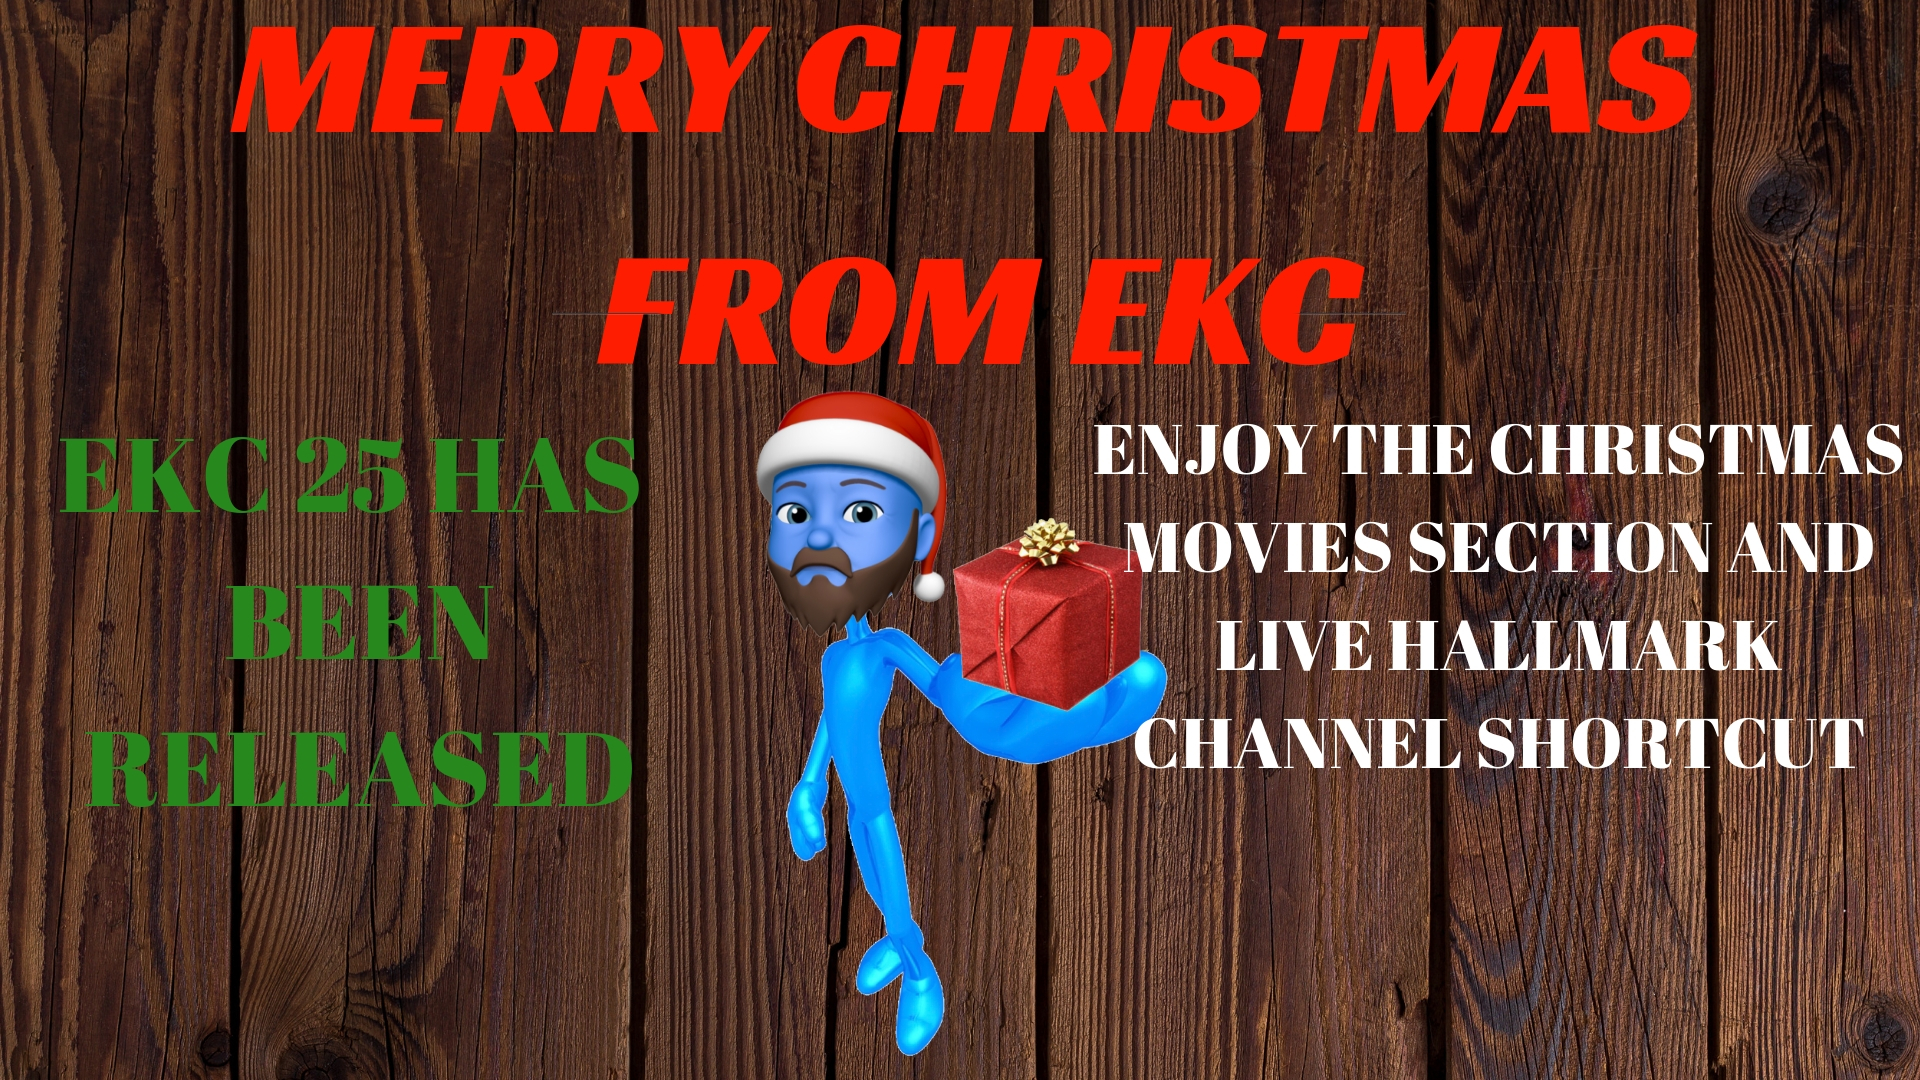 MERRY CHRISTMAS
FROM EKC
EKC 25 HAS
BEEN
RELEASED
ENJOY THE CHRISTMAS
MOVIES SECTION AND
LIVE HALLMARK
CHANNEL SHORTCUT